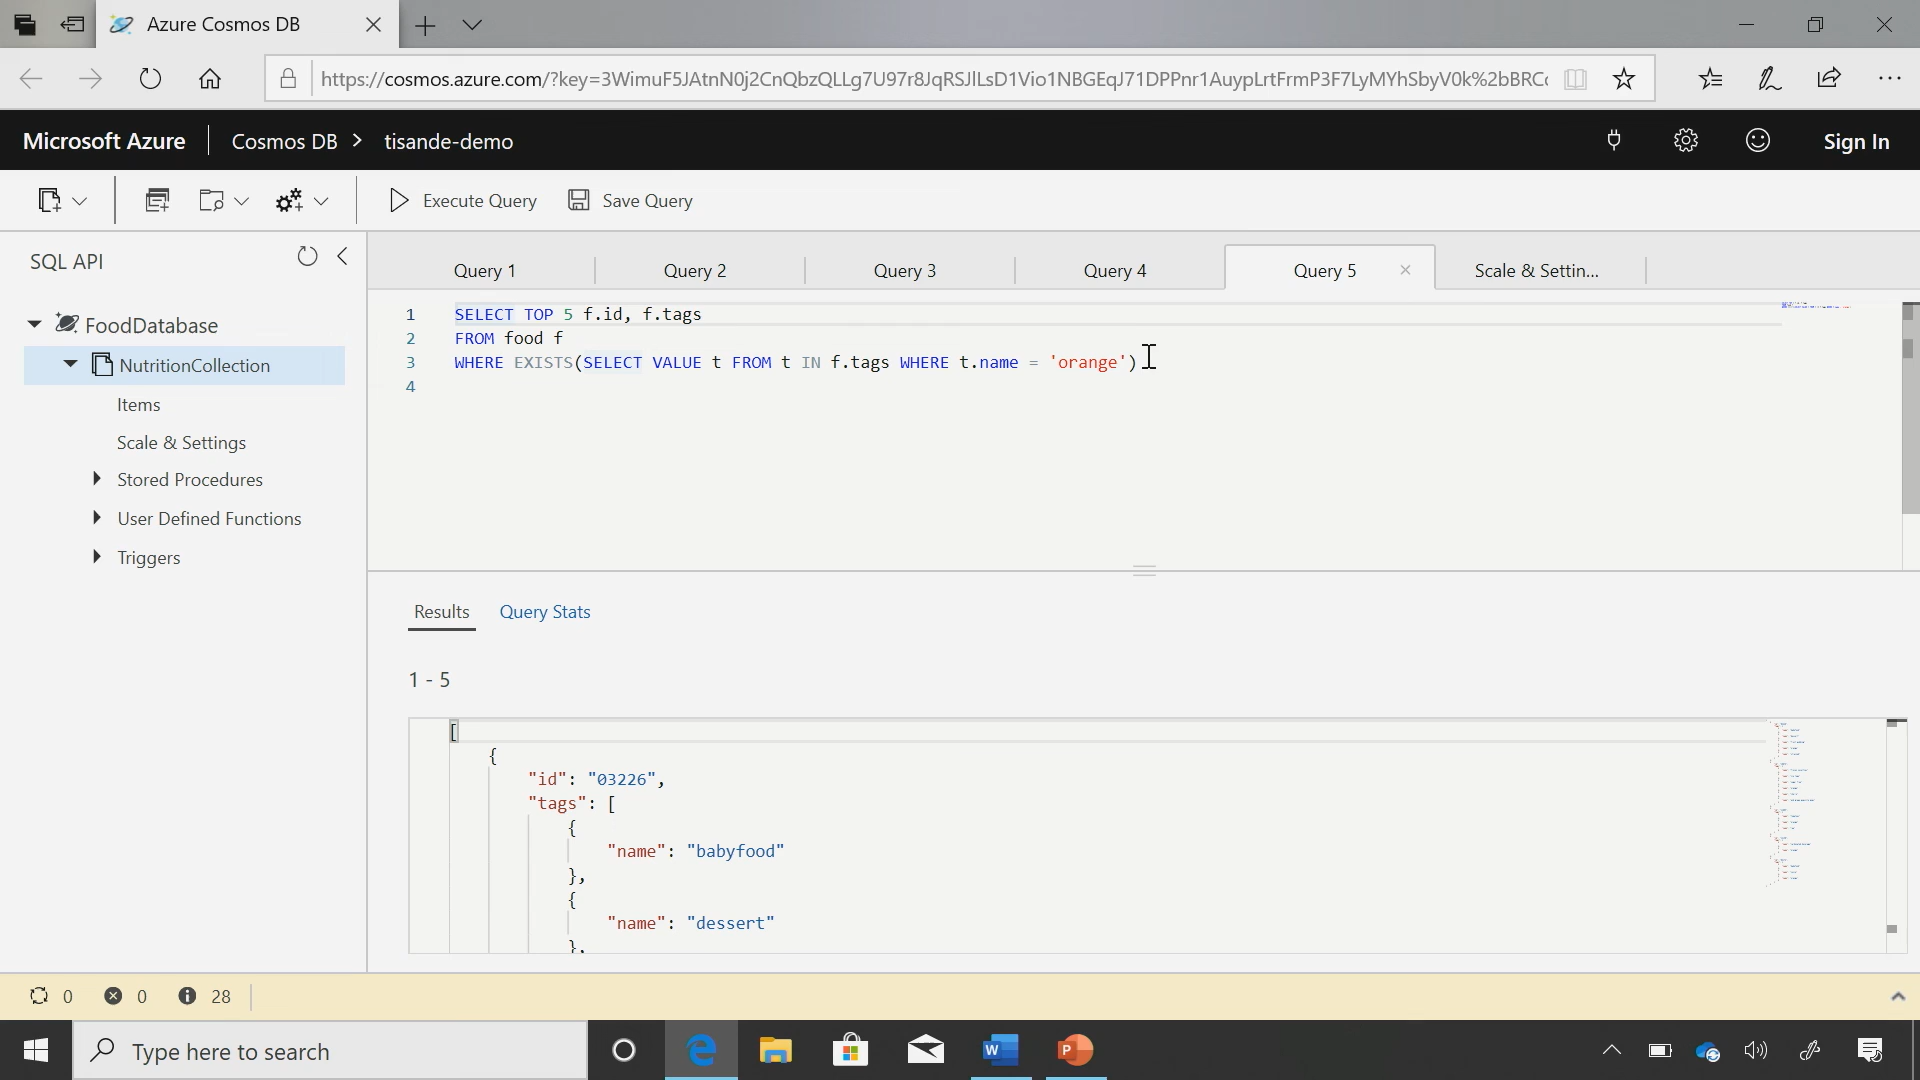 Azure Cosmos DB
https://cosmos.azure.com/?key=3WimuF5JAtnN0j2CnQbzQLLg7U97r8JqRSJlLsD1Vio1NBGEqJ71DPPnr1AuypLrtFrmP3F7LyMYhSbyV0k%2bBRC
Microsoft Azure
Cosmos DB >
tisande-demo
Sign In
Execute Query
Save Query
SQL API
Query 1
Query 2
Query 3
Query 4
Query 5
Scale & Settin...
FoodDatabase
NutritionCollection
Items
Scale & Settings
Stored Procedures
User Defined Functions
Triggers
1 SELECT TOP 5 f.id, f.tags
2 FROM food f
3 WHERE EXISTS(SELECT VALUE t FROM t IN f.tags WHERE t.name = 'orange')
4
Results
Query Stats
1 - 5
[
{
"id": "03226",
"tags": [
{
"name": "babyfood"
},
{
"name": "dessert"
},
0
0
28
Type here to search